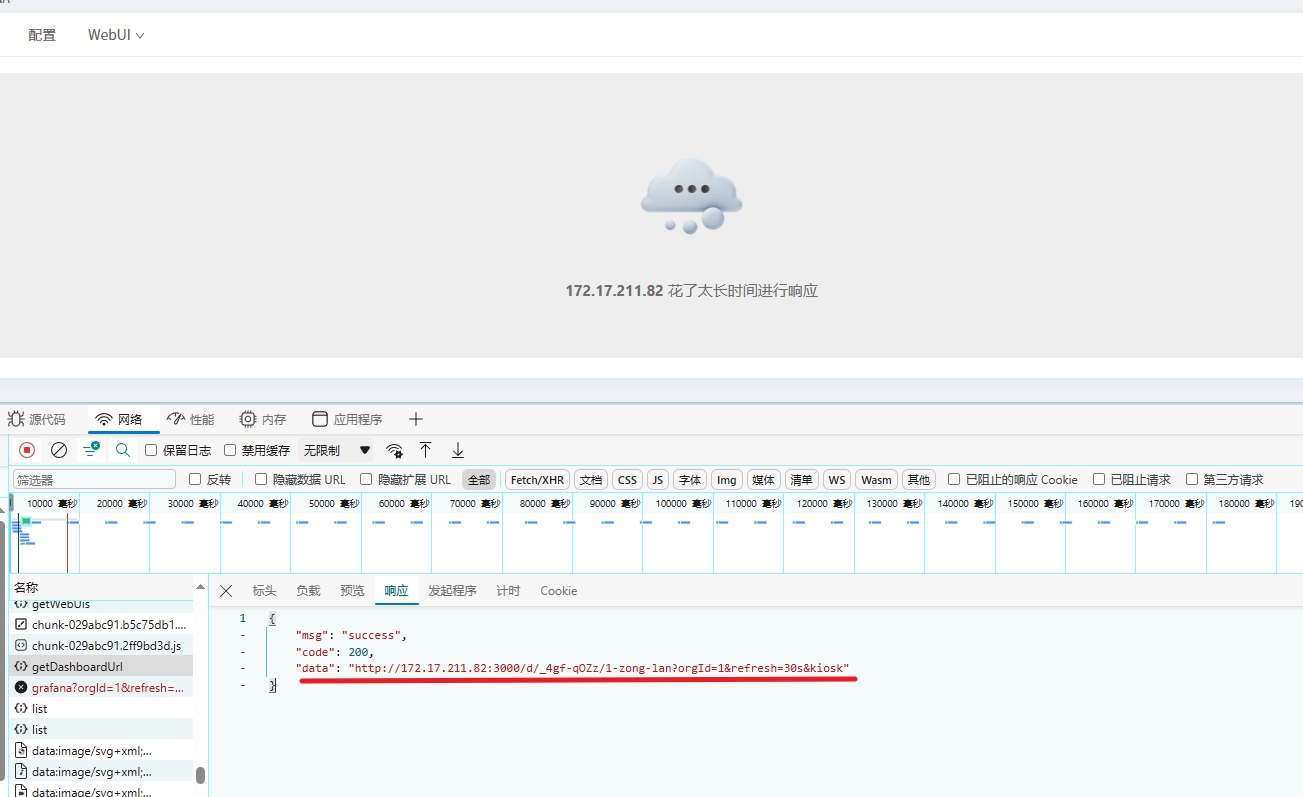 配置 WebUI
172.17.211.82 花了太长时间进行响应
源代码 网络 性能 内存 应用程序
保留日志 禁用缓存 无限制
筛选器 反转 隐藏数据 URL 隐藏扩展 URL 全部 Fetch/XHR 文档 CSS JS 字体 Img 媒体 清单 WS Wasm 其他 已阻止的响应 Cookie 已阻止请求 第三方请求
10000 毫秒 20000 毫秒 30000 毫秒 40000 毫秒 50000 毫秒 60000 毫秒 70000 毫秒 80000 毫秒 90000 毫秒 100000 毫秒 110000 毫秒 120000 毫秒 130000 毫秒 140000 毫秒 150000 毫秒 160000 毫秒 170000 毫秒 180000 毫秒
名称 标头 负载 预览 响应 发起程序 计时 Cookie
getWebUIs
chunk-029abc91.b5c75db1....
chunk-029abc91.2ff9bd3d.js
getDashboardUrl
grafana?orgId=1&refresh=...
list
list
data:image/svg+xml;...
data:image/svg+xml;...
data:image/svg+xml;...
1 {
- "msg": "success",
- "code": 200,
- "data": "http://172.17.211.82:3000/d/_4gf-qOZz/1-zong-lan?orgId=1&refresh=30s&kiosk"
- }